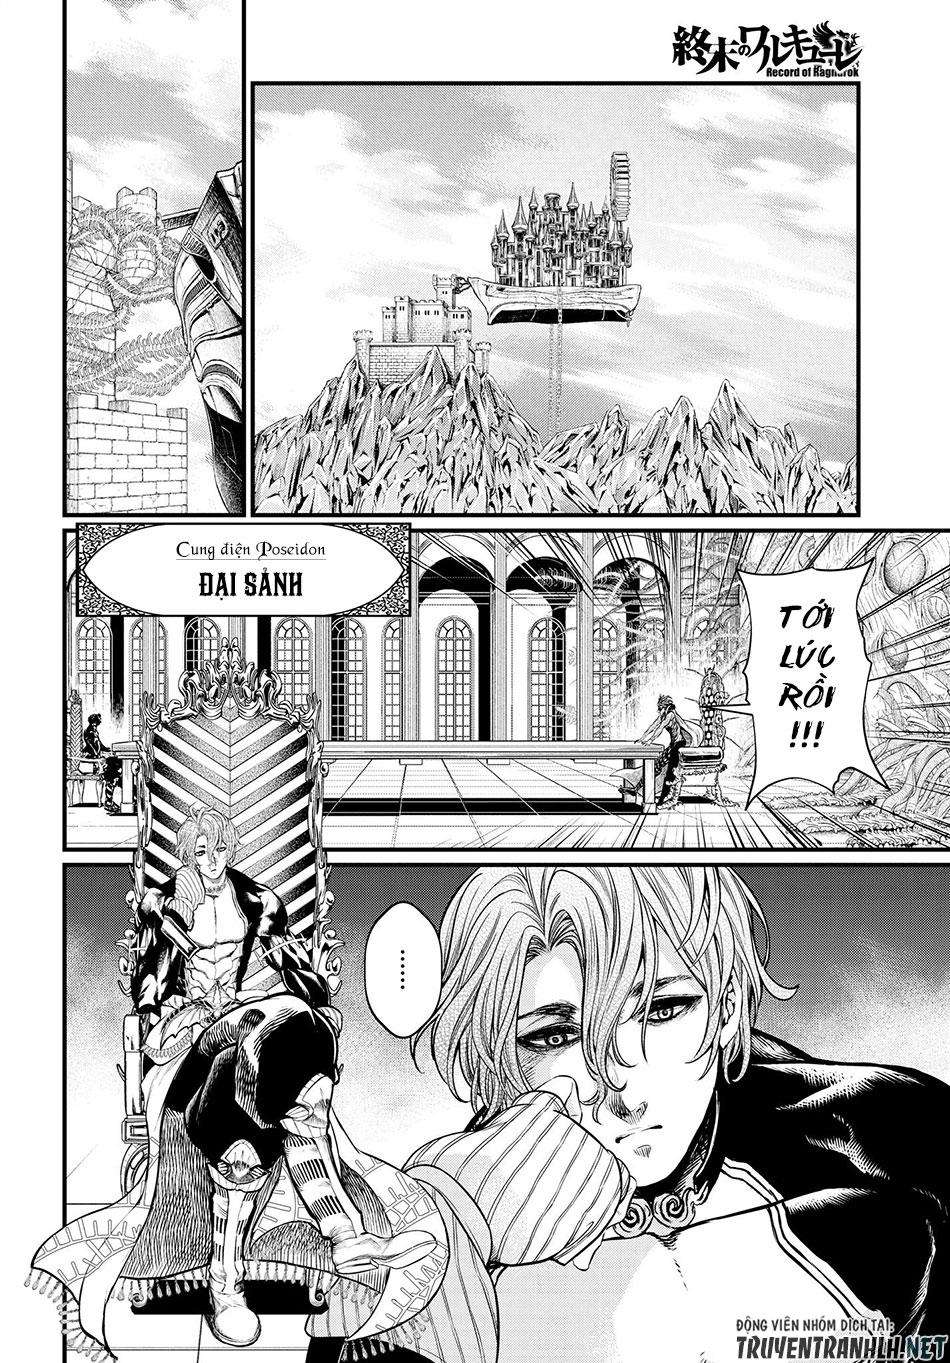 終末のワルキューレ
Record of Ragnarok
Cung điện Poseidon
ĐẠI SẢNH
TỚI
LÚC
RỒI
!!!
......
ĐỘNG VIÊN NHÓM DỊCH TẠI:
TRUYENTRANHLH.NET